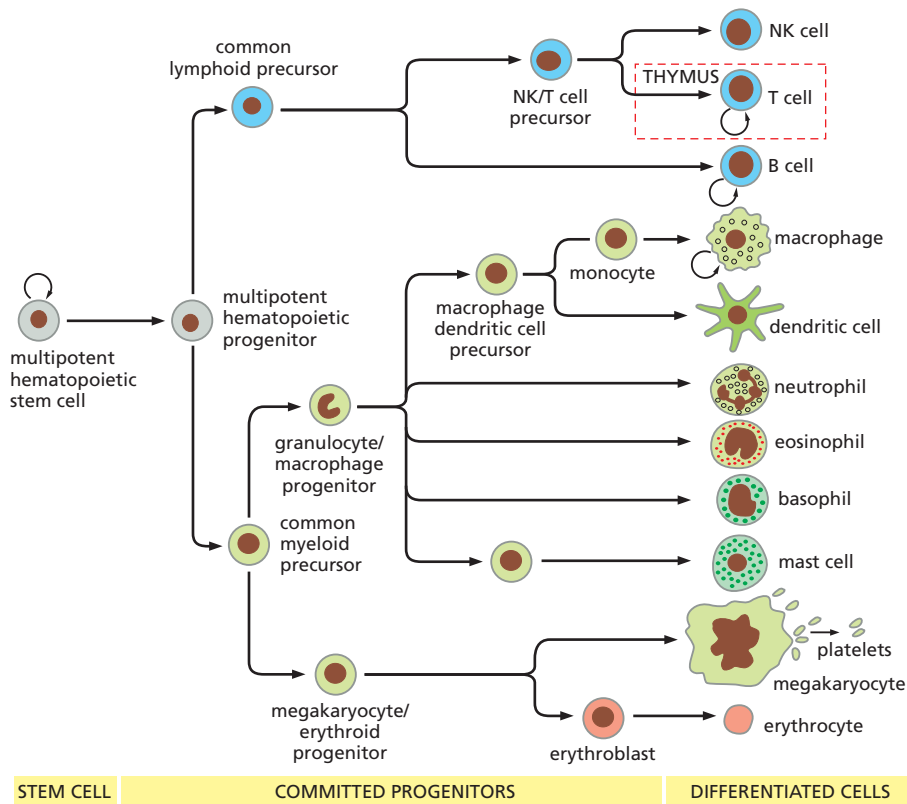 NK cell
common
lymphoid precursor
THYMUS
T cell
NK/T cell
precursor
B cell
macrophage
monocyte
multipotent
hematopoietic
progenitor
macrophage
dendritic cell
precursor
dendritic cell
multipotent
hematopoietic
stem cell
neutrophil
granulocyte/
macrophage
progenitor
eosinophil
basophil
common
myeloid
precursor
mast cell
platelets
megakaryocyte
megakaryocyte/
erythroid
progenitor
erythroblast
erythrocyte
STEM CELL
COMMITTED PROGENITORS
DIFFERENTIATED CELLS